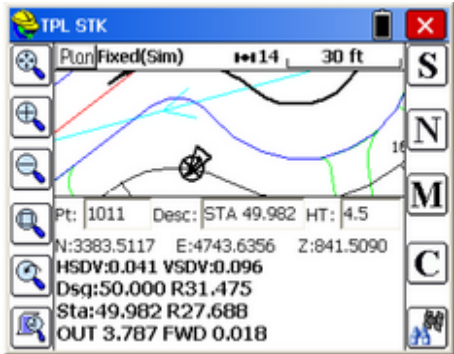 TPL STK
Plan Fixed(Sim) 14 30 ft
S
N
M
C
16
Pt: 1011 Desc: STA 49.982 HT: 4.5
N:3383.5117 E:4743.6356 Z:841.5090
HSDV:0.041 VSDV:0.096
Dsg:50.000 R31.475
Sta:49.982 R27.688
OUT 3.787 FWD 0.018